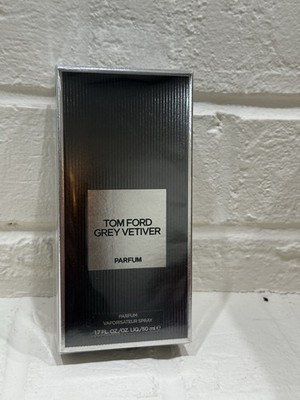 TOM FORD
GREY VETIVER
PARFUM
PARFUM
VAPORISATEUR SPRAY
1.7 FL. OZ./OZ. LIQ./50 ml ℮